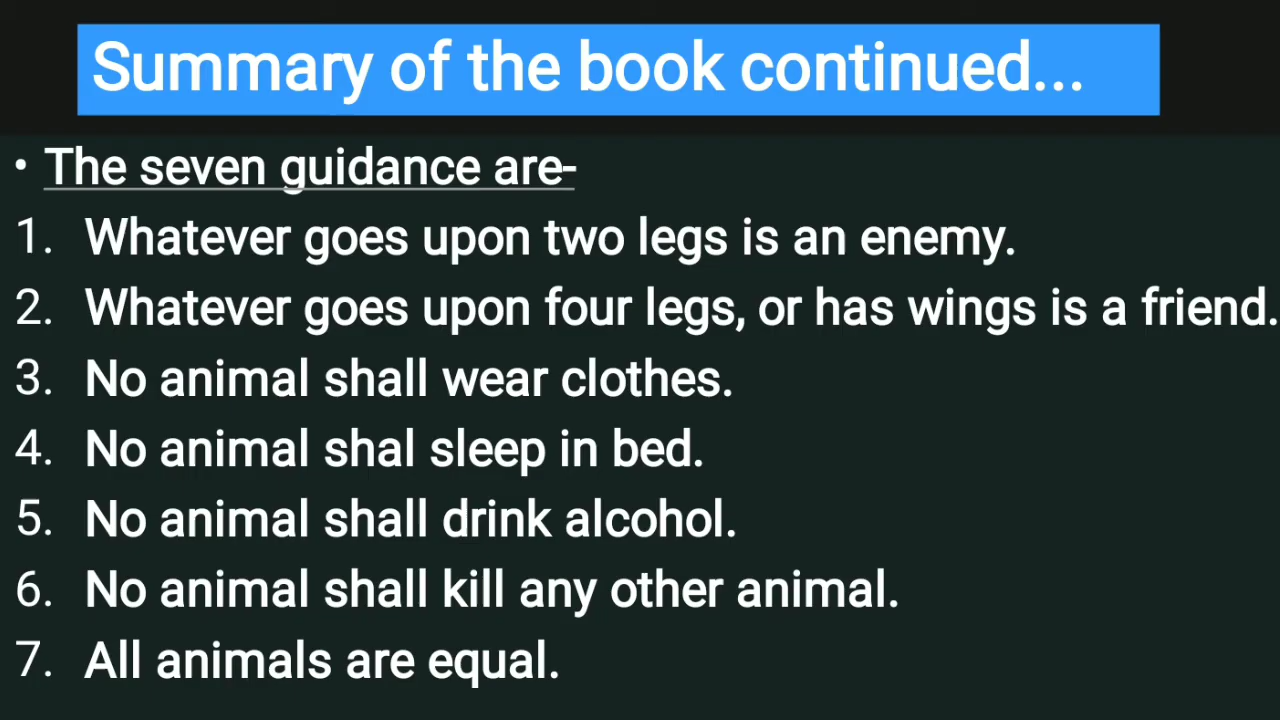 Summary of the book continued...
• The seven guidance are-
1. Whatever goes upon two legs is an enemy.
2. Whatever goes upon four legs, or has wings is a friend.
3. No animal shall wear clothes.
4. No animal shal sleep in bed.
5. No animal shall drink alcohol.
6. No animal shall kill any other animal.
7. All animals are equal.